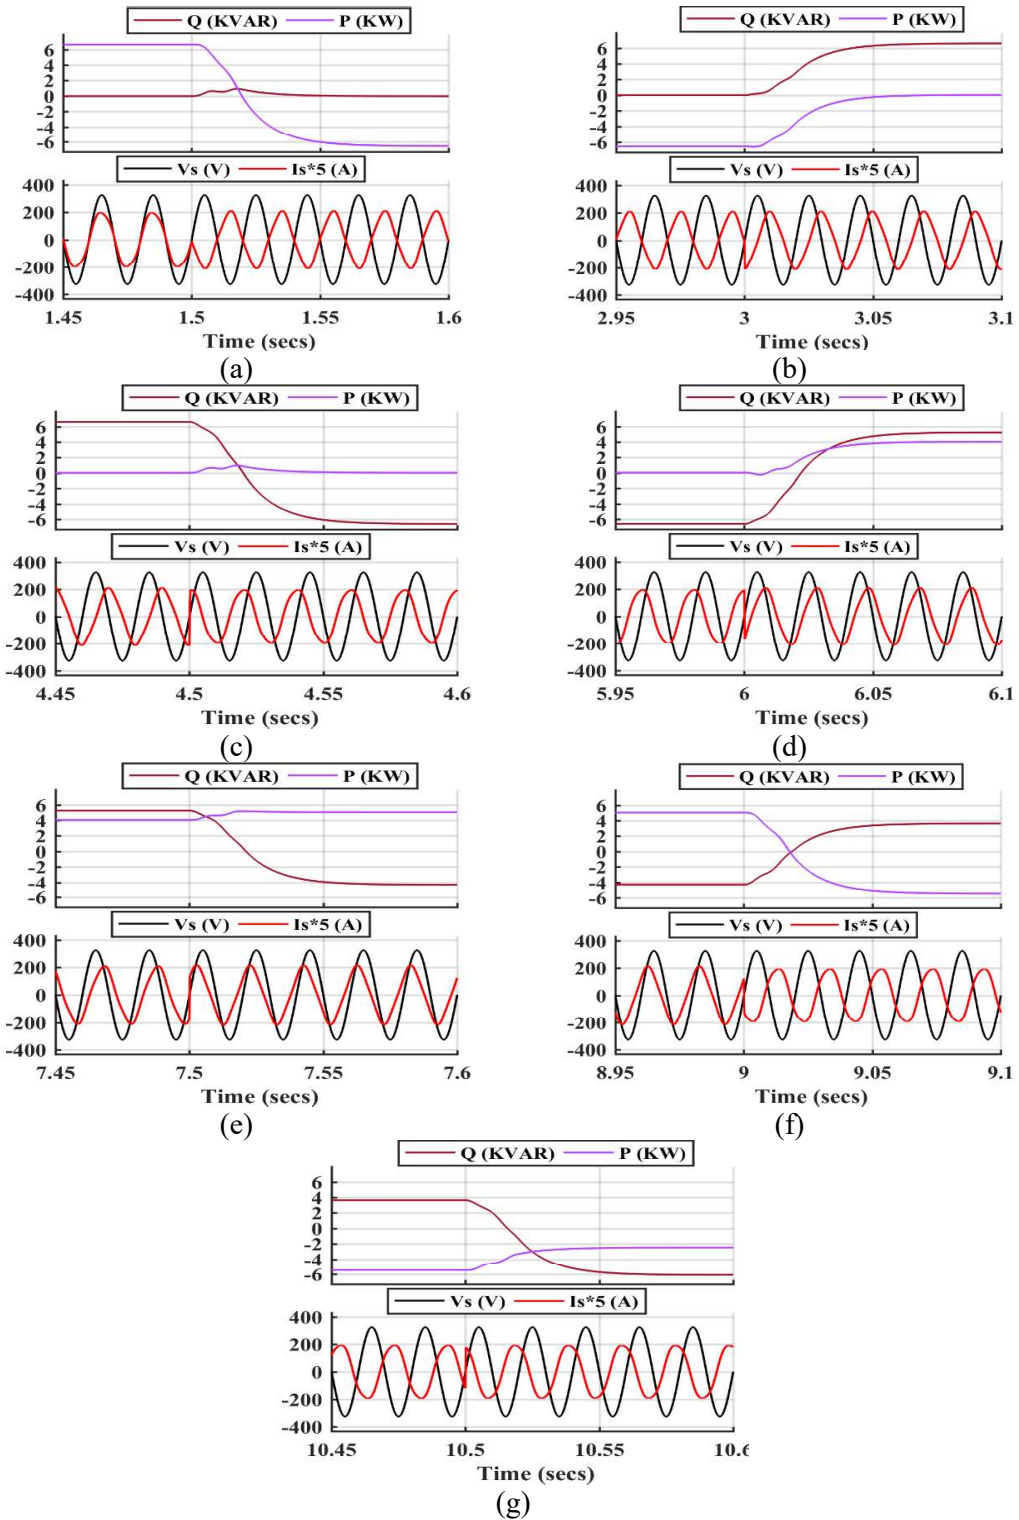 Q (KVAR) P (KW)
6
4
2
0
-2
-4
-6
Vs (V) Is*5 (A)
400
200
0
-200
-400
1.45 1.5 1.55 1.6
Time (secs)
(a)
Q (KVAR) P (KW)
6
4
2
0
-2
-4
-6
Vs (V) Is*5 (A)
400
200
0
-200
-400
2.95 3 3.05 3.1
Time (secs)
(b)
Q (KVAR) P (KW)
6
4
2
0
-2
-4
-6
Vs (V) Is*5 (A)
400
200
0
-200
-400
4.45 4.5 4.55 4.6
Time (secs)
(c)
Q (KVAR) P (KW)
6
4
2
0
-2
-4
-6
Vs (V) Is*5 (A)
400
200
0
-200
-400
5.95 6 6.05 6.1
Time (secs)
(d)
Q (KVAR) P (KW)
6
4
2
0
-2
-4
-6
Vs (V) Is*5 (A)
400
200
0
-200
-400
7.45 7.5 7.55 7.6
Time (secs)
(e)
Q (KVAR) P (KW)
6
4
2
0
-2
-4
-6
Vs (V) Is*5 (A)
400
200
0
-200
-400
8.95 9 9.05 9.1
Time (secs)
(f)
Q (KVAR) P (KW)
6
4
2
0
-2
-4
-6
Vs (V) Is*5 (A)
400
200
0
-200
-400
10.45 10.5 10.55
Time (secs)
(g)